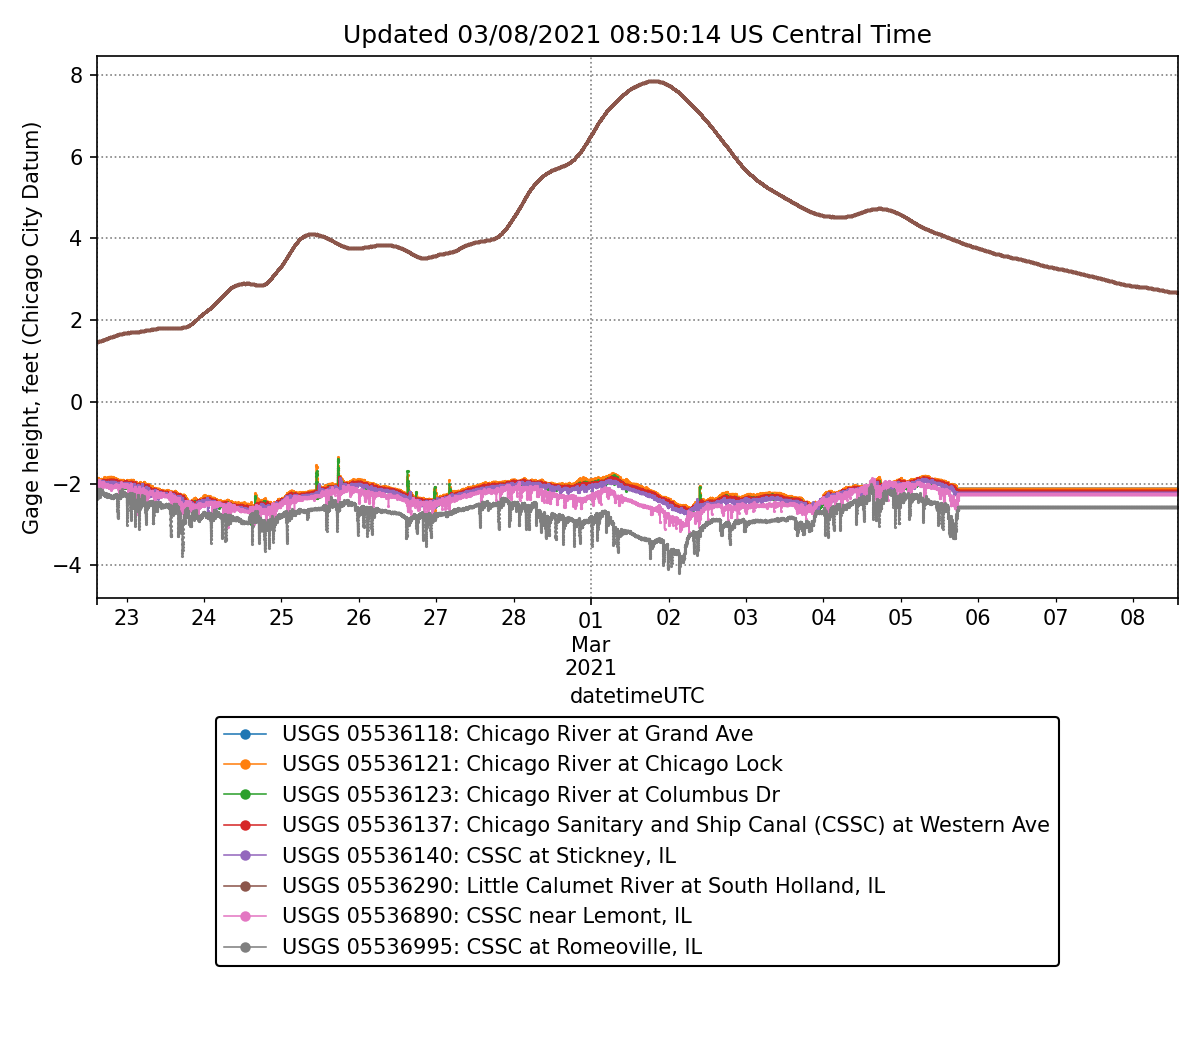 Updated 03/08/2021 08:50:14 US Central Time
Gage height, feet (Chicago City Datum)
8
6
4
2
0
−2
−4
23 24 25 26 27 28 01 02 03 04 05 06 07 08
Mar
2021
datetimeUTC
USGS 05536118: Chicago River at Grand Ave
USGS 05536121: Chicago River at Chicago Lock
USGS 05536123: Chicago River at Columbus Dr
USGS 05536137: Chicago Sanitary and Ship Canal (CSSC) at Western Ave
USGS 05536140: CSSC at Stickney, IL
USGS 05536290: Little Calumet River at South Holland, IL
USGS 05536890: CSSC near Lemont, IL
USGS 05536995: CSSC at Romeoville, IL